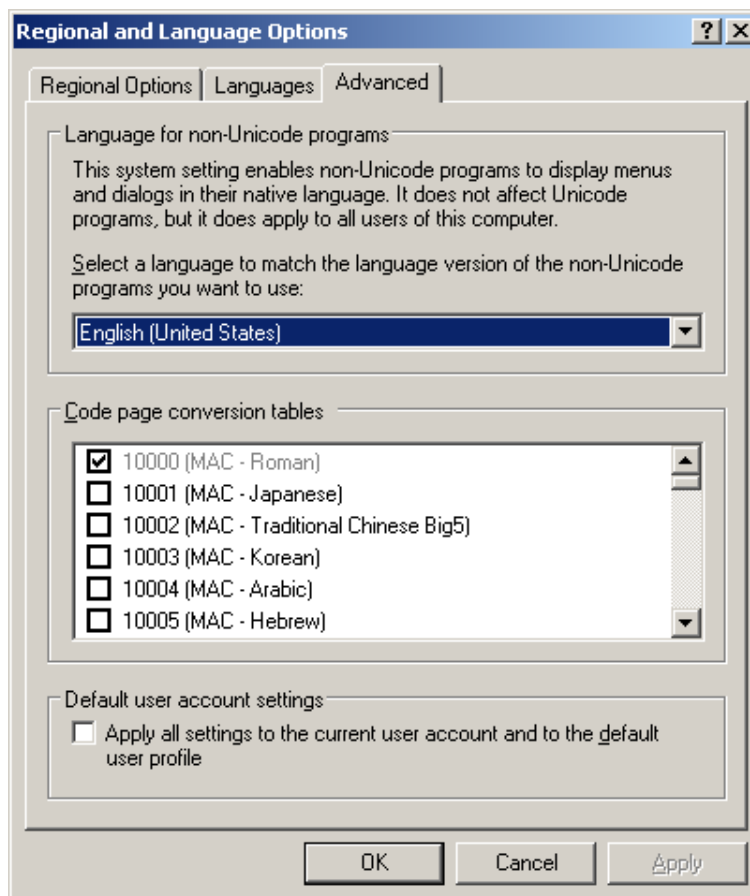 Regional and Language Options
Regional Options
Languages
Advanced
Language for non-Unicode programs
This system setting enables non-Unicode programs to display menus
and dialogs in their native language. It does not affect Unicode
programs, but it does apply to all users of this computer.
Select a language to match the language version of the non-Unicode
programs you want to use:
English (United States)
Code page conversion tables
10000 (MAC - Roman)
10001 (MAC - Japanese)
10002 (MAC - Traditional Chinese Big5)
10003 (MAC - Korean)
10004 (MAC - Arabic)
10005 (MAC - Hebrew)
Default user account settings
Apply all settings to the current user account and to the default
user profile
OK
Cancel
Apply